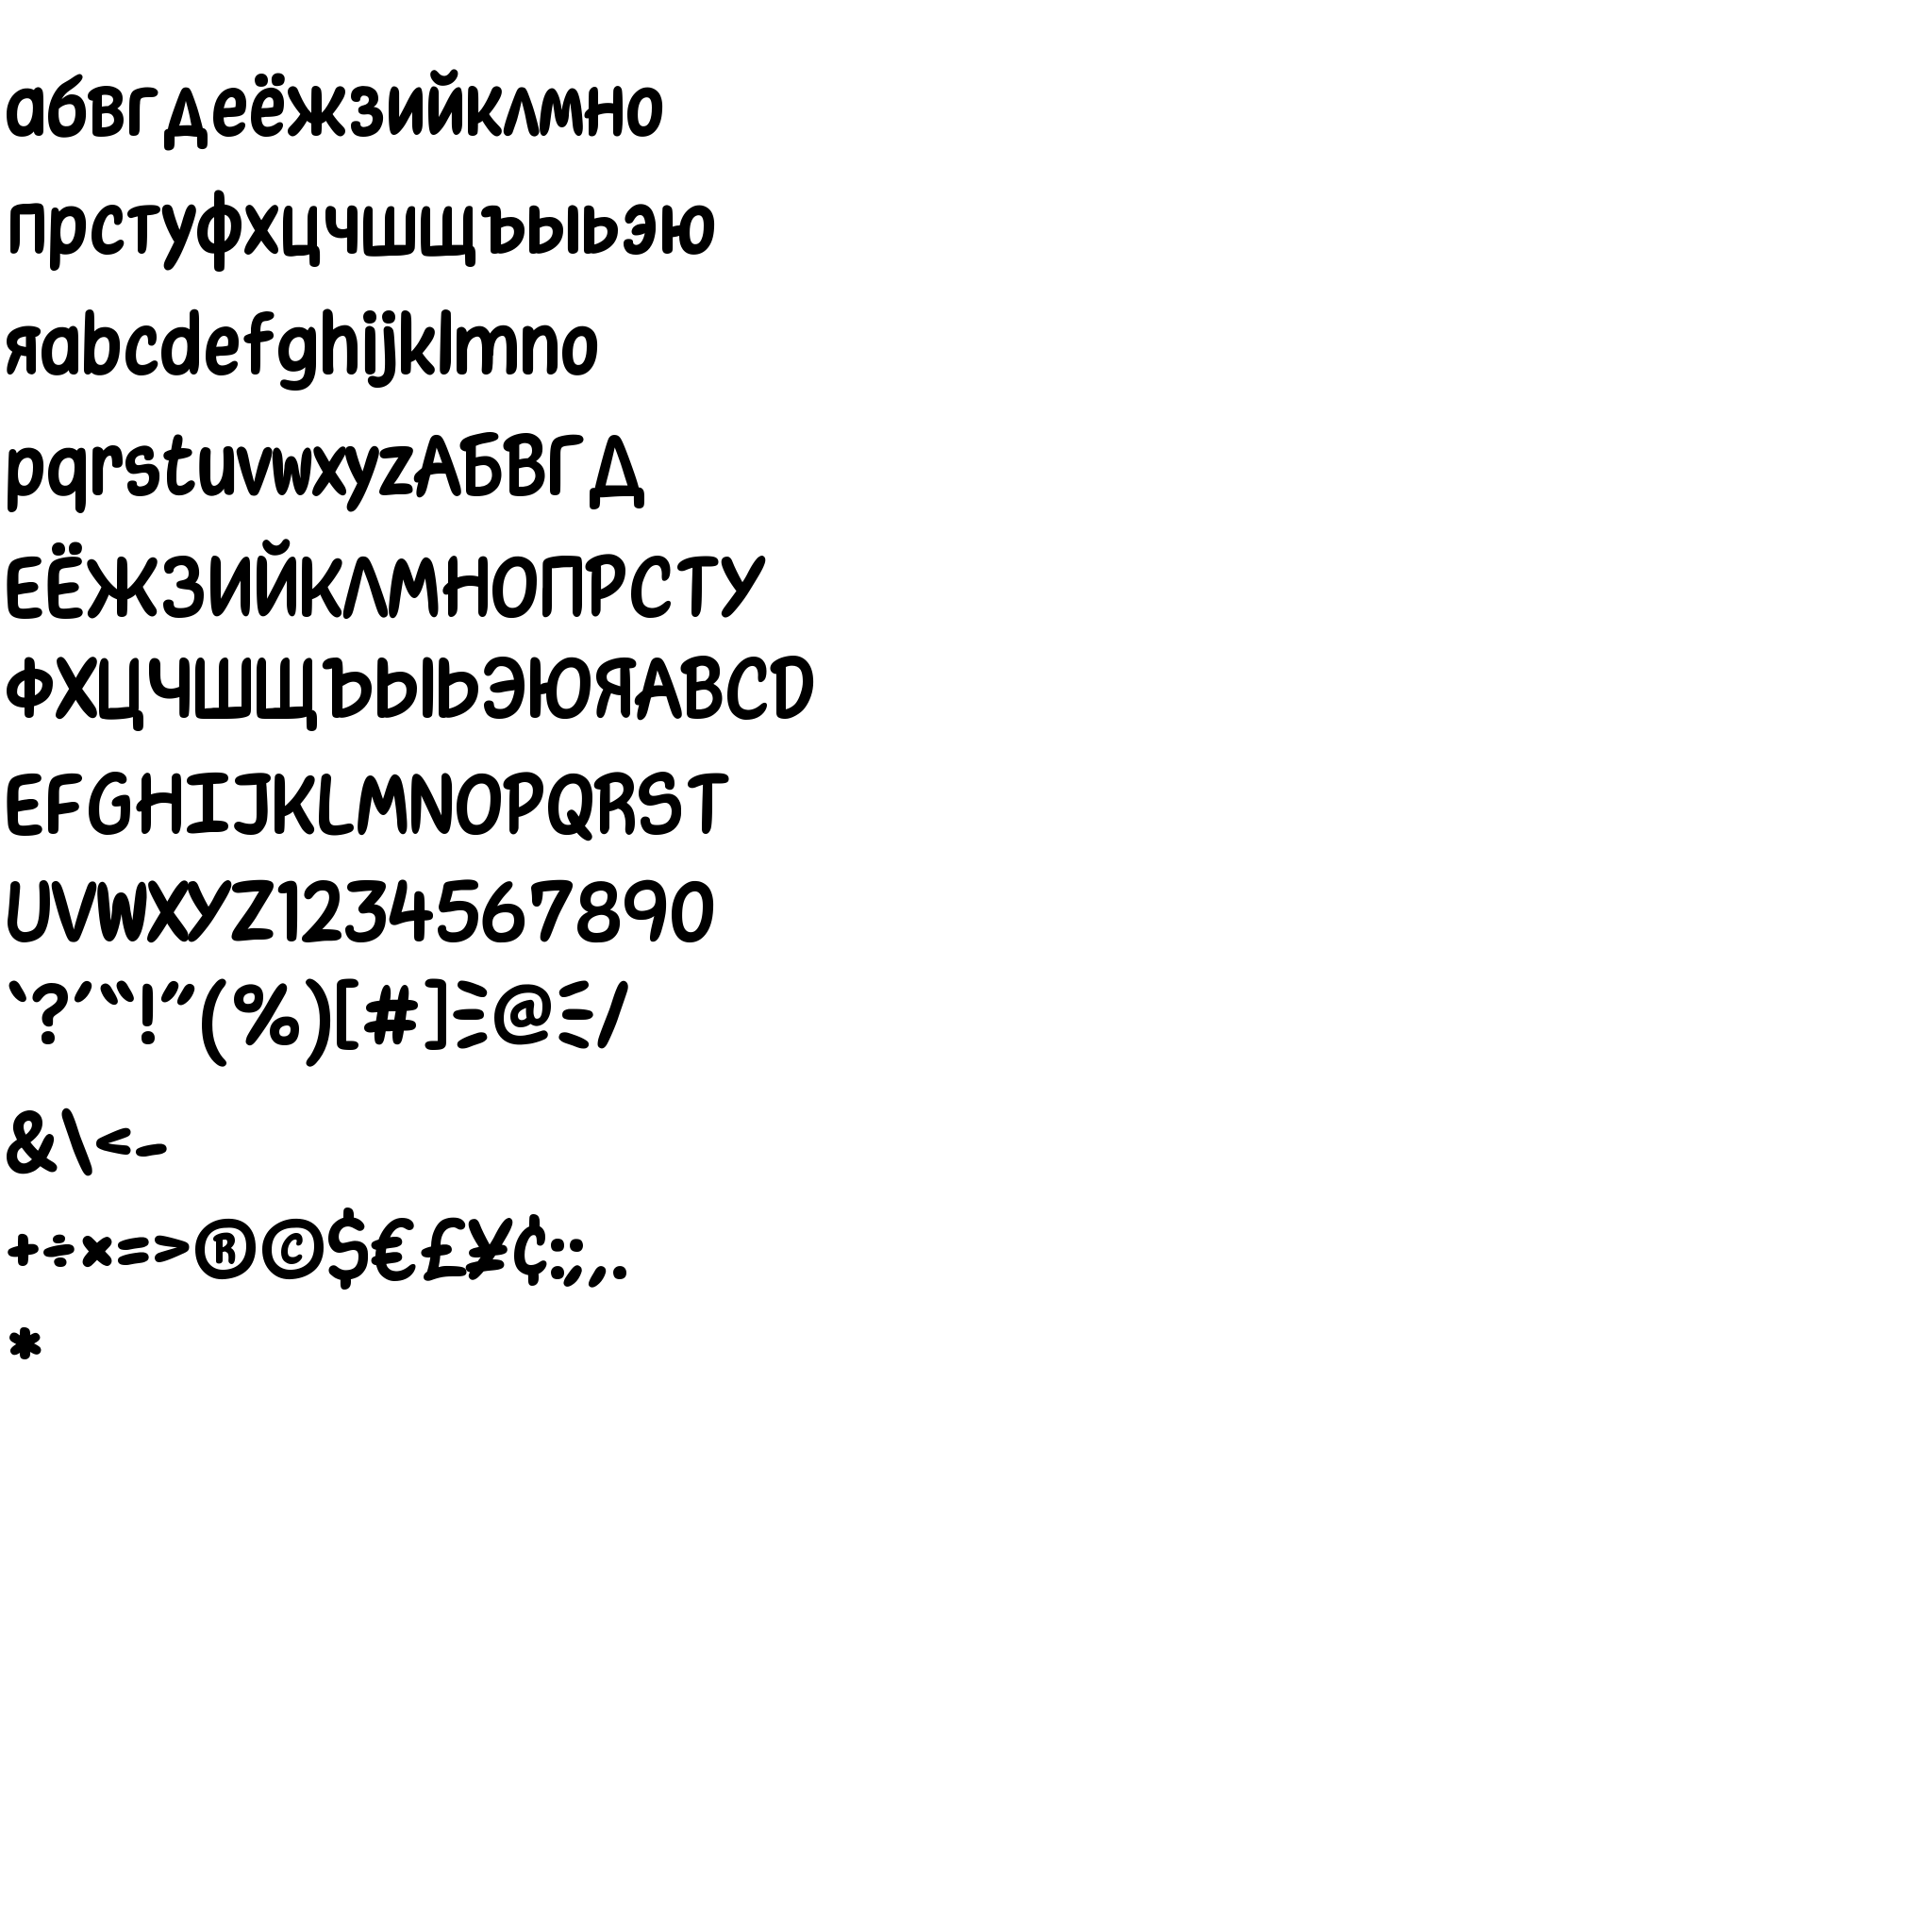 абвгдеёжзийклмно
прстуфхцчшщъыьэю
яabcdefghijklmno
pqrstuvwxyzАБВГД
ЕЁЖЗИЙКЛМНОПРСТУ
ФХЦЧШЩЪЫЬЭЮЯABCD
EFGHIJKLMNOPQRST
UVWXYZ1234567890
‘?’“!”(%)[#]
@/
&\<-
+÷×=>®©$€£¥¢:;,.
*